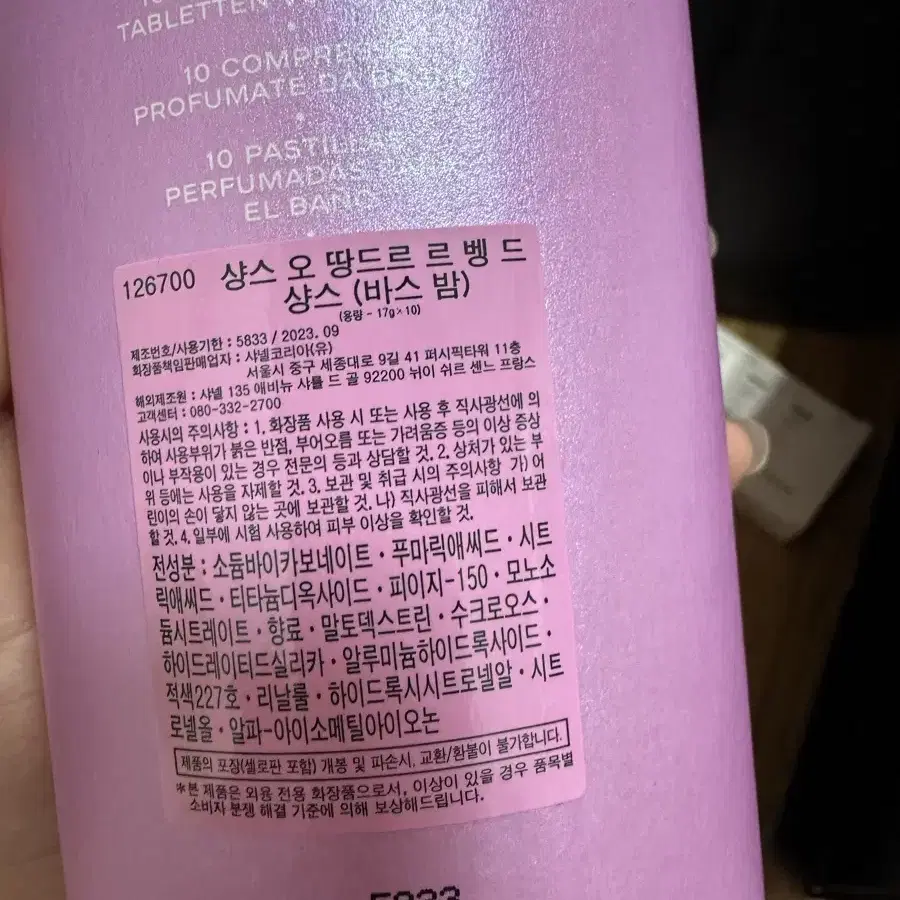 TABLETTEN
10 COMPRE
PROFUMATE DA BA
10 PASTILL
PERFUMADAS
EL BANO
126700 샹스 오 땅드르 르 벵 드
샹스 (바스 밤)
(용량 - 17g×10)
제조번호/사용기한 : 5833 / 2023. 09
화장품책임판매업자 : 샤넬코리아(유)
서울시 중구 세종대로 9길 41 퍼시픽타워 11층
해외제조원 : 샤넬 135 애비뉴 샤를 드 골 92200 뉘이 쉬르 센느 프랑스
고객센터 : 080-332-2700
사용시의 주의사항 : 1. 화장품 사용 시 또는 사용 후 직사광선에 의
하여 사용부위가 붉은 반점, 부어오름 또는 가려움증 등의 이상 증상
이나 부작용이 있는 경우 전문의 등과 상담할 것. 2. 상처가 있는 부
위 등에는 사용을 자제할 것. 3. 보관 및 취급 시의 주의사항 가) 어
린이의 손이 닿지 않는 곳에 보관할 것. 나) 직사광선을 피해서 보관
할 것. 4. 일부에 시험 사용하여 피부 이상을 확인할 것.
전성분 : 소듐바이카보네이트 · 푸마릭애씨드 · 시트
릭애씨드 · 티타늄디옥사이드 · 피이지-150 · 모노소
듐시트레이트 · 향료 · 말토덱스트린 · 수크로오스 ·
하이드레이티드실리카 · 알루미늄하이드록사이드 ·
적색227호 · 리날룰 · 하이드록시시트로넬알 · 시트
로넬올 · 알파-아이소메틸아이오논
제품의 포장(셀로판 포함) 개봉 및 파손시, 교환/환불이 불가합니다.
※본 제품은 외용 전용 화장품으로서, 이상이 있을 경우 품목별
소비자 분쟁 해결 기준에 의해 보상해드립니다.
5833